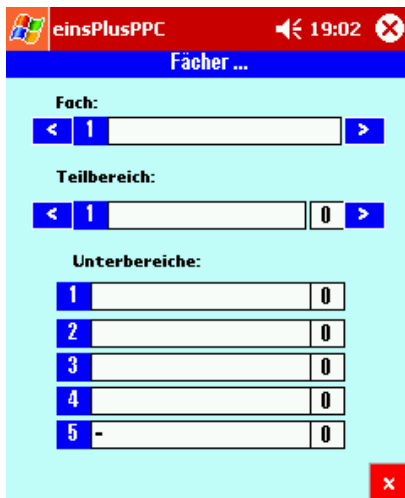 einsPlusPPC 19:02
Fächer ...
Fach:
< 1 >
Teilbereich:
< 1 0 >
Unterbereiche:
1 0
2 0
3 0
4 0
5 - 0
x